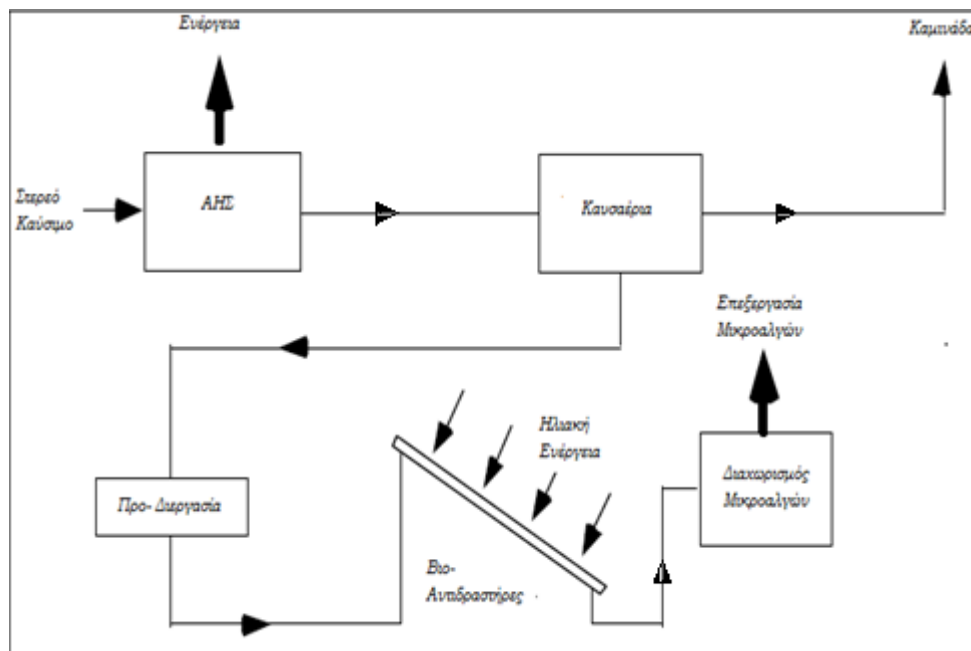 Ενέργεια
Καμινάδα
Στερεό
Καύσιμο
ΑΗΣ
Καυσαέρια
Επεξεργασία
Μικροαλγών
Ηλιακή
Ενέργεια
Διαχωρισμός
Μικροαλγών
Προ- Διεργασία
Βιο-
Αντιδραστήρες